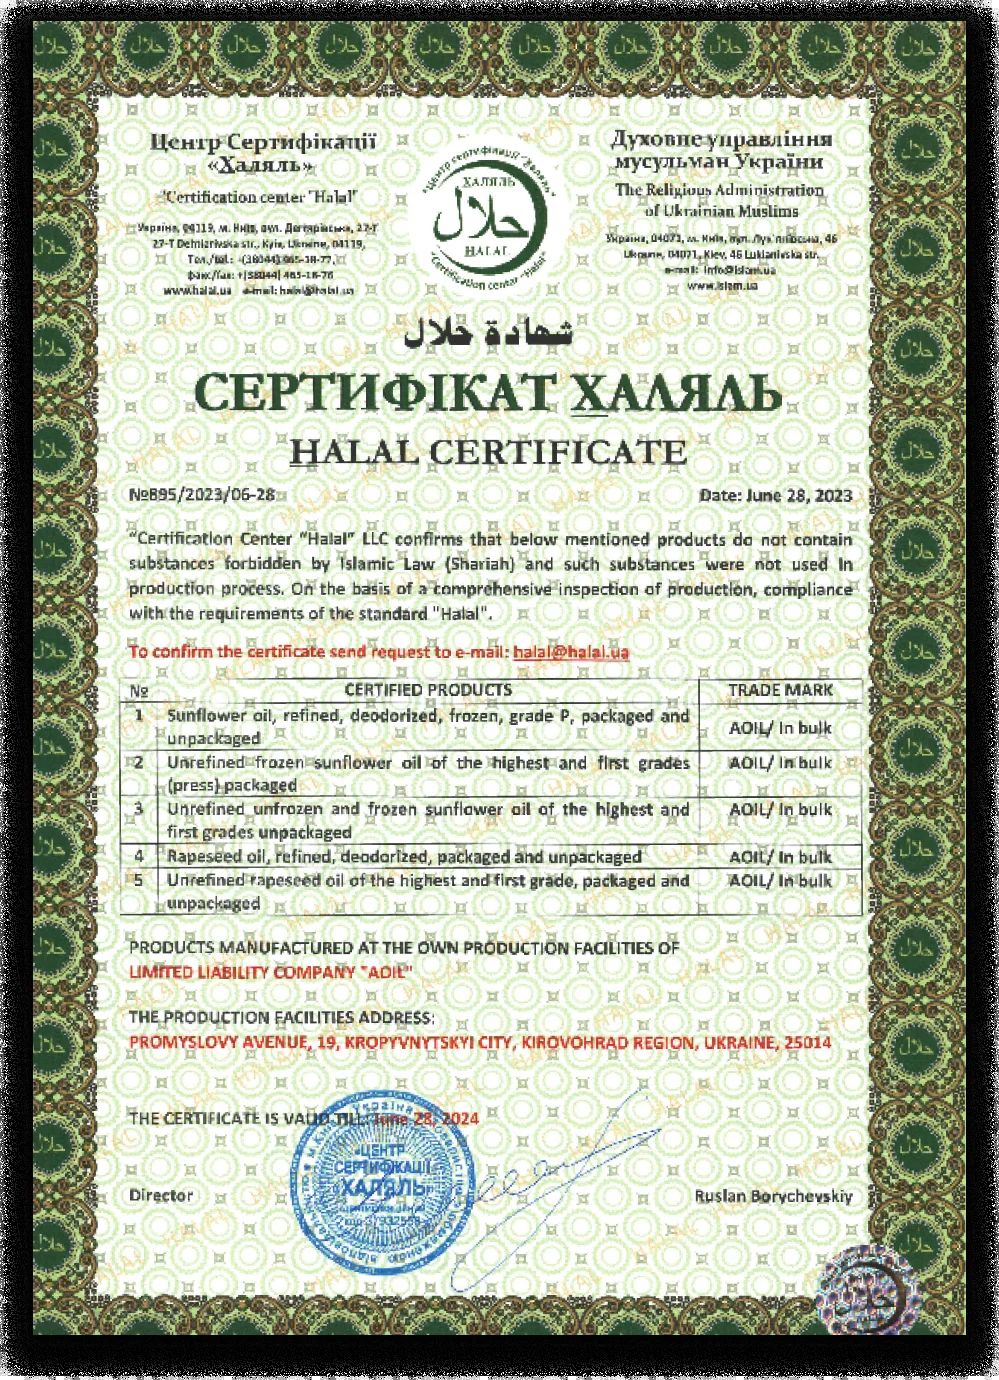 Центр Сертифікації
«Халяль»
"Certification center "Halal"
Україна, 04119, м. Київ, вул. Дегтярівська, 27-Т
27-T Dehtiarivska str., Kyiv, Ukraine, 04119,
Тел./tel.: +(38044) 465-18-77,
факс/fax: +(38044) 465-18-76
www.halal.ua e-mail: halal@halal.ua
"Центр сертифікації "Халяль"
ХАЛЯЛЬ
حلال
HALAL
"Certification center "Halal"
Духовне управління
мусульман України
The Religious Administration
of Ukrainian Muslims
Україна, 04071, м. Київ, вул. Лук'янівська, 46
Ukraine, 04071, Kiev, 46 Lukianivska str.
e-mail: info@islam.ua
www.islam.ua
شهادة حلال
СЕРТИФІКАТ ХАЛЯЛЬ
HALAL CERTIFICATE
№895/2023/06-28
Date: June 28, 2023
"Certification Center "Halal" LLC confirms that below mentioned products do not contain
substances forbidden by Islamic Law (Shariah) and such substances were not used in
production process. On the basis of a comprehensive inspection of production, compliance
with the requirements of the standard "Halal".
To confirm the certificate send request to e-mail: halal@halal.ua
№ CERTIFIED PRODUCTS TRADE MARK
1 Sunflower oil, refined, deodorized, frozen, grade P, packaged and
unpackaged AOIL/ In bulk
2 Unrefined frozen sunflower oil of the highest and first grades
(press) packaged AOIL/ In bulk
3 Unrefined unfrozen and frozen sunflower oil of the highest and
first grades unpackaged AOIL/ In bulk
4 Rapeseed oil, refined, deodorized, packaged and unpackaged AOIL/ In bulk
5 Unrefined rapeseed oil of the highest and first grade, packaged and
unpackaged AOIL/ In bulk
PRODUCTS MANUFACTURED AT THE OWN PRODUCTION FACILITIES OF
LIMITED LIABILITY COMPANY "AOIL"
THE PRODUCTION FACILITIES ADDRESS:
PROMYSLOVY AVENUE, 19, KROPYVNYTSKYI CITY, KIROVOHRAD REGION, UKRAINE, 25014
THE CERTIFICATE IS VALID TILL: June 28, 2024
Україна
«ЦЕНТР
СЕРТИФІКАЦІЇ
ХАЛЯЛЬ»
Director
Ruslan Borychevskiy
حلال